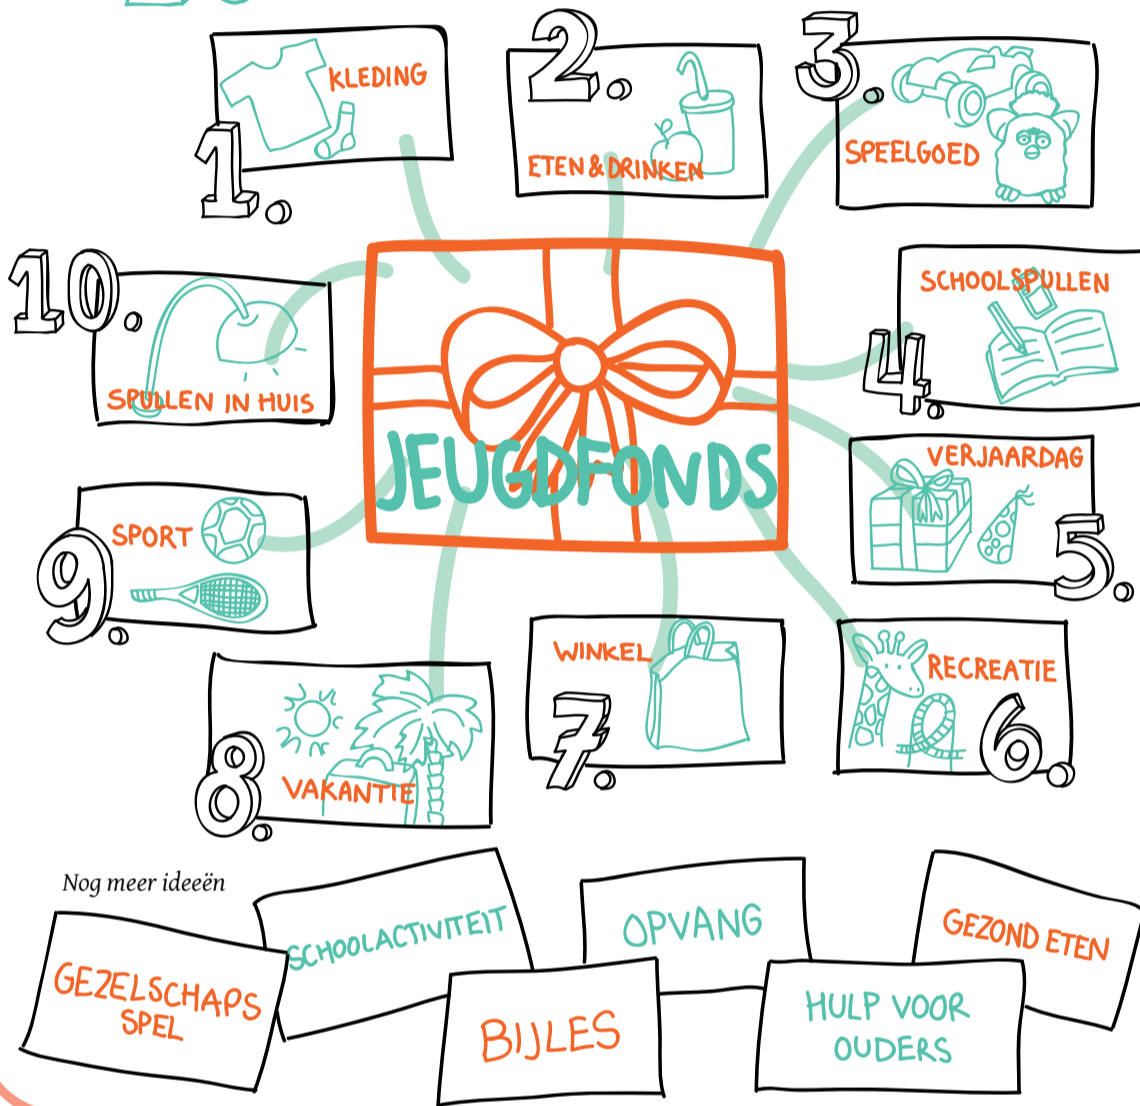 1.
KLEDING
2.
ETEN & DRINKEN
3.
SPEELGOED
4.
SCHOOLSPULLEN
5.
VERJAARDAG
6.
RECREATIE
7.
WINKEL
8.
VAKANTIE
9.
SPORT
10.
SPULLEN IN HUIS
JEUGDFONDS
Nog meer ideeën
GEZELSCHAPS
SPEL
SCHOOLACTIVITEIT
BIJLES
OPVANG
HULP VOOR
OUDERS
GEZOND ETEN